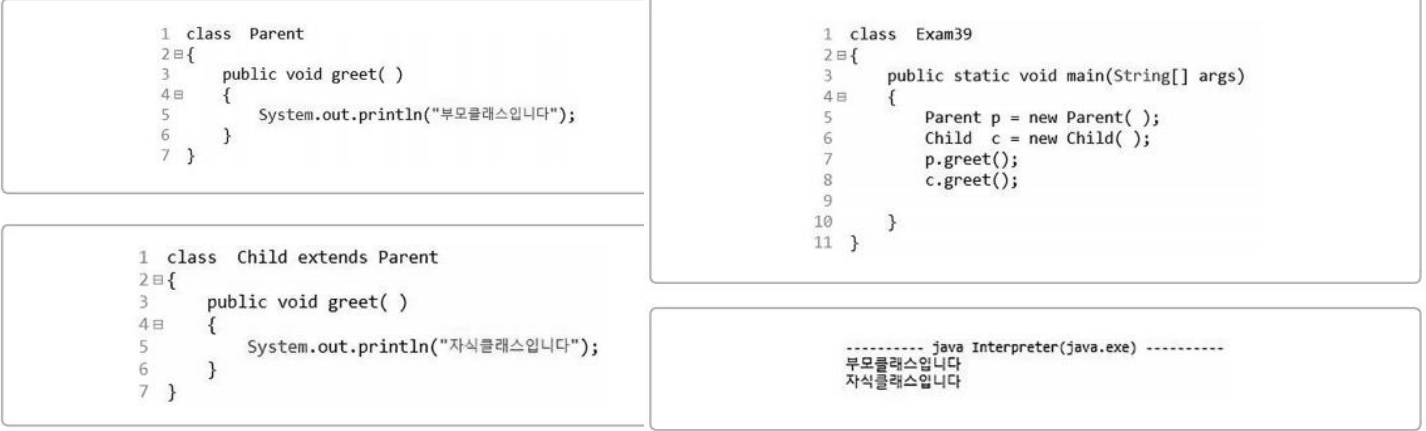 1 class Parent
2 {
3 public void greet( )
4 {
5 System.out.println("부모클래스입니다");
6 }
7 }
1 class Child extends Parent
2 {
3 public void greet( )
4 {
5 System.out.println("자식클래스입니다");
6 }
7 }
1 class Exam39
2 {
3 public static void main(String[] args)
4 {
5 Parent p = new Parent( );
6 Child c = new Child( );
7 p.greet();
8 c.greet();
9
10 }
11 }
---------- java Interpreter(java.exe) ----------
부모클래스입니다
자식클래스입니다